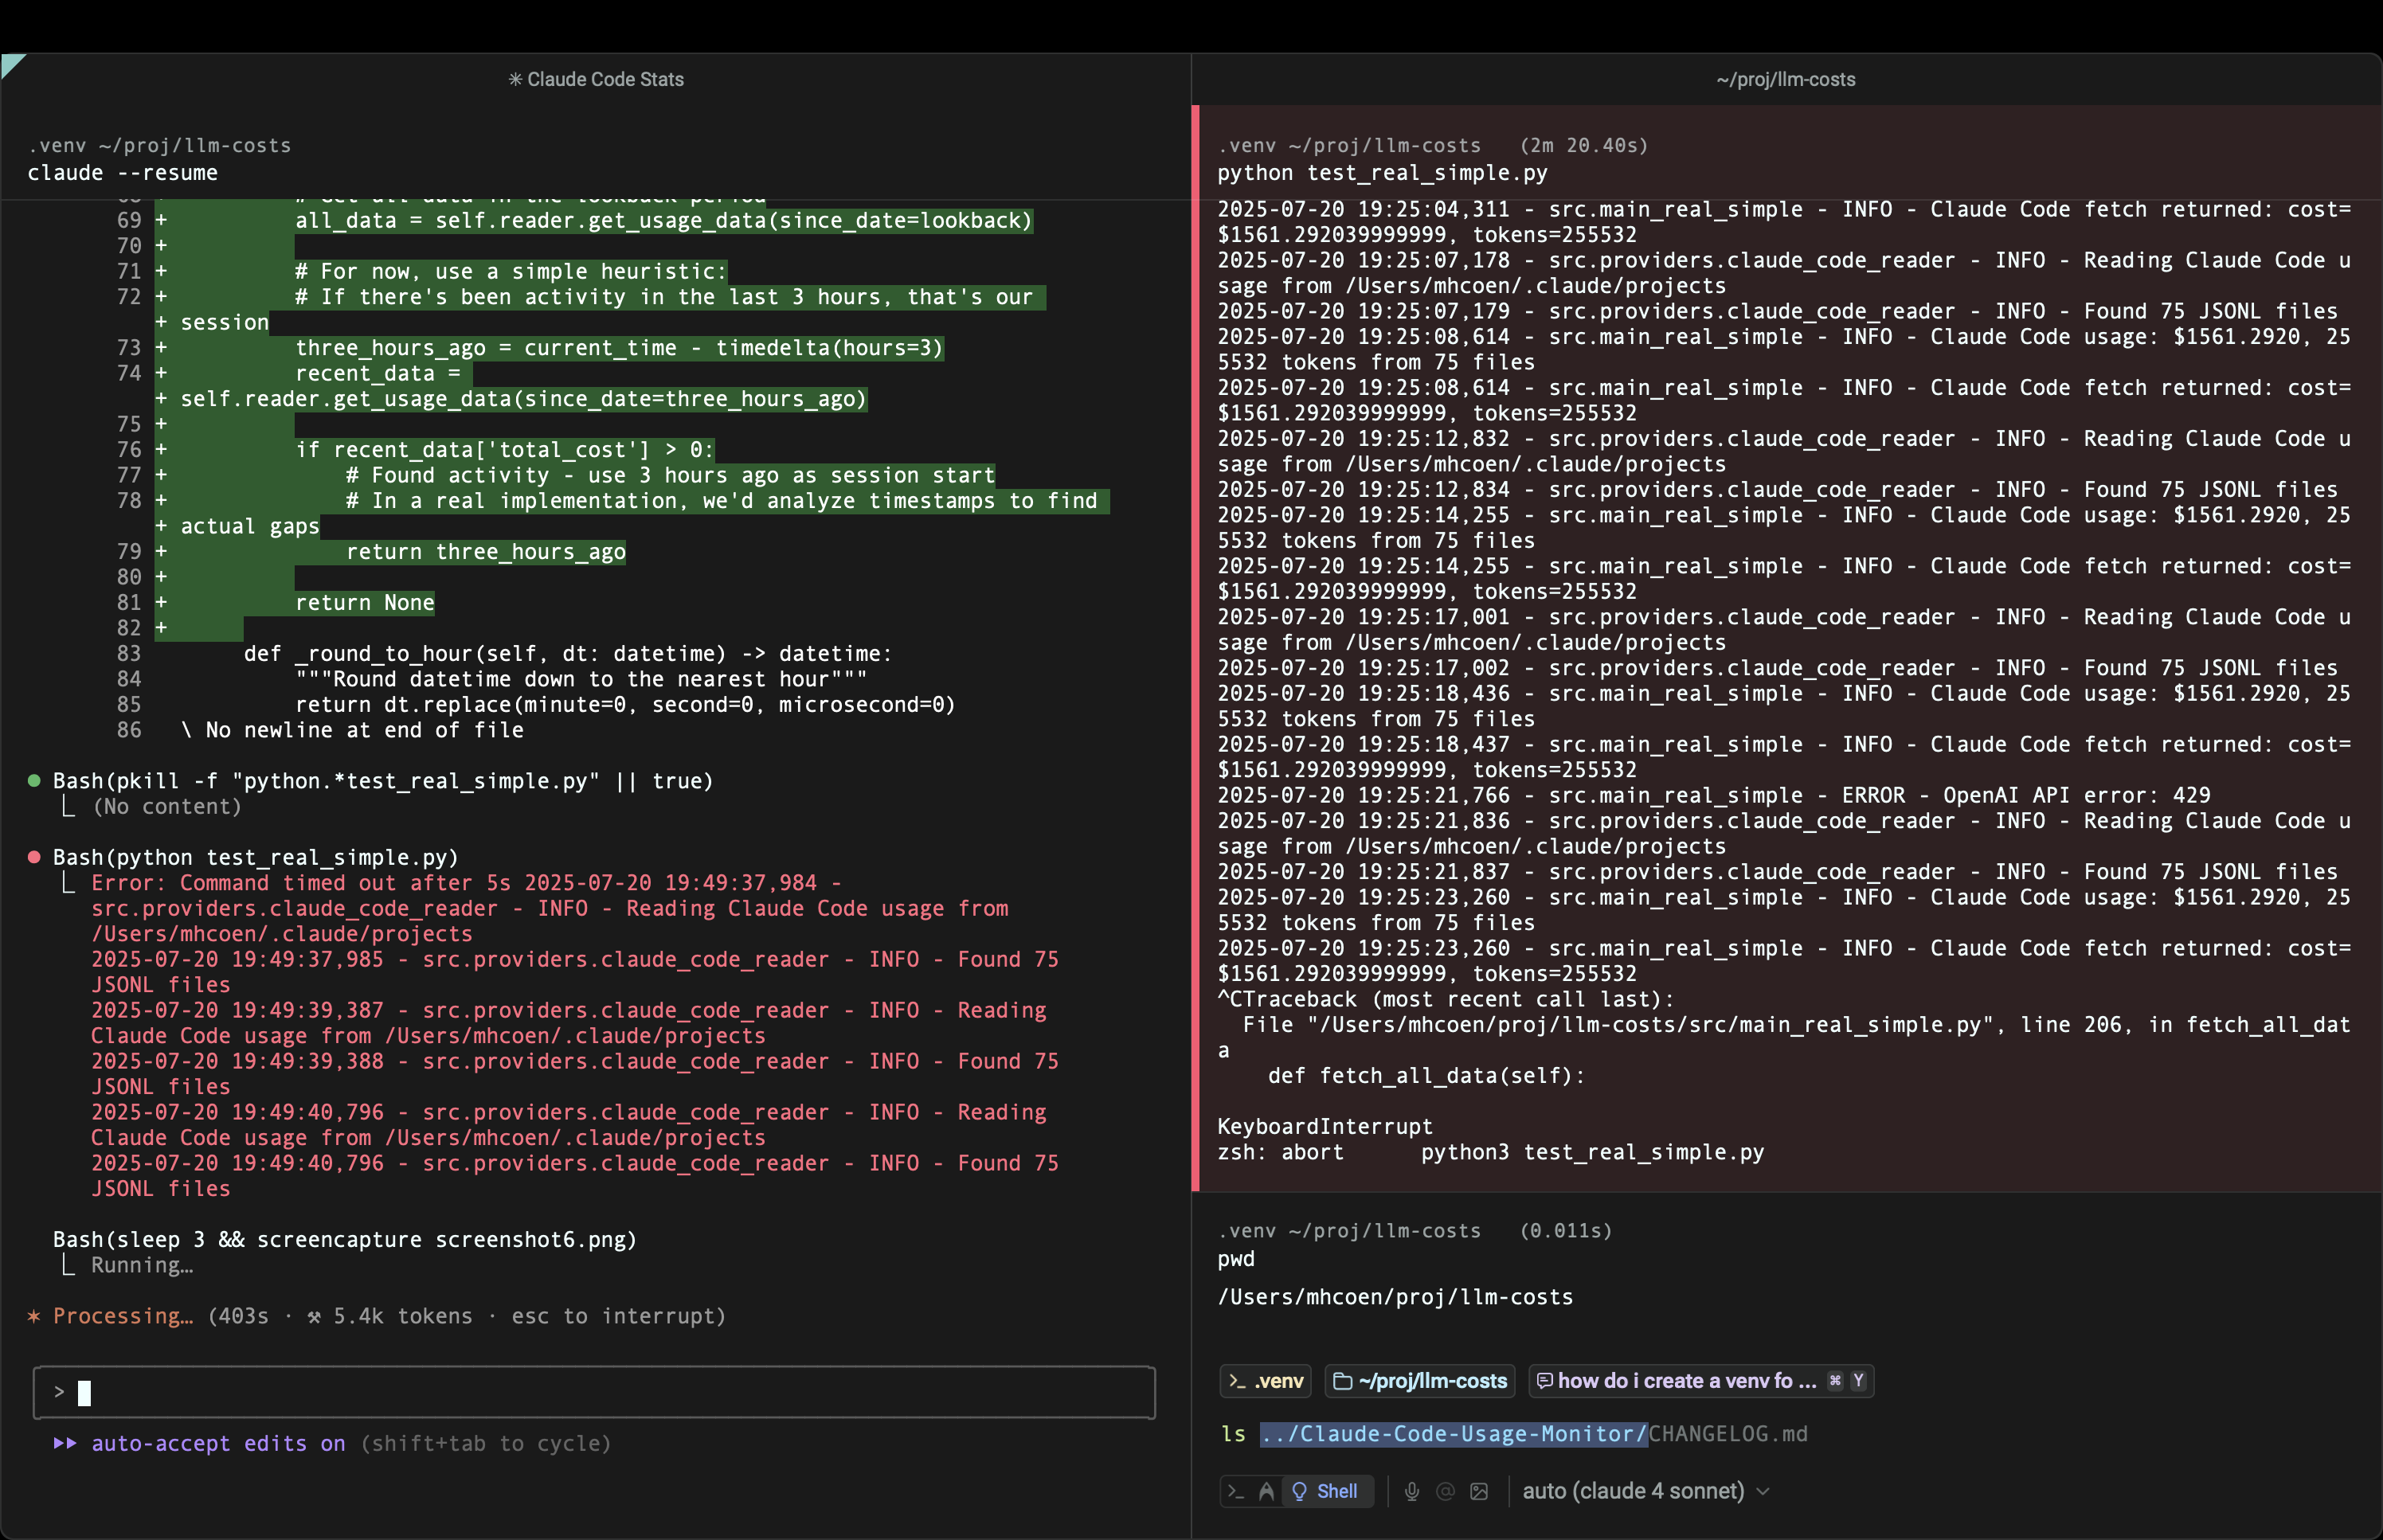 ✳ Claude Code Stats
.venv ~/proj/llm-costs
claude --resume
68 + # Get all data in the lookback period
69 + all_data = self.reader.get_usage_data(since_date=lookback)
70 +
71 + # For now, use a simple heuristic:
72 + # If there's been activity in the last 3 hours, that's our
+ session
73 + three_hours_ago = current_time - timedelta(hours=3)
74 + recent_data =
+ self.reader.get_usage_data(since_date=three_hours_ago)
75 +
76 + if recent_data['total_cost'] > 0:
77 + # Found activity - use 3 hours ago as session start
78 + # In a real implementation, we'd analyze timestamps to find
+ actual gaps
79 + return three_hours_ago
80 +
81 + return None
82 +
83 def _round_to_hour(self, dt: datetime) -> datetime:
84 """Round datetime down to the nearest hour"""
85 return dt.replace(minute=0, second=0, microsecond=0)
86 \ No newline at end of file
Bash(pkill -f "python.*test_real_simple.py" || true)
(No content)
Bash(python test_real_simple.py)
Error: Command timed out after 5s 2025-07-20 19:49:37,984 -
src.providers.claude_code_reader - INFO - Reading Claude Code usage from
/Users/mhcoen/.claude/projects
2025-07-20 19:49:37,985 - src.providers.claude_code_reader - INFO - Found 75
JSONL files
2025-07-20 19:49:39,387 - src.providers.claude_code_reader - INFO - Reading
Claude Code usage from /Users/mhcoen/.claude/projects
2025-07-20 19:49:39,388 - src.providers.claude_code_reader - INFO - Found 75
JSONL files
2025-07-20 19:49:40,796 - src.providers.claude_code_reader - INFO - Reading
Claude Code usage from /Users/mhcoen/.claude/projects
2025-07-20 19:49:40,796 - src.providers.claude_code_reader - INFO - Found 75
JSONL files
Bash(sleep 3 && screencapture screenshot6.png)
Running…
✶ Processing… (403s · ⚒ 5.4k tokens · esc to interrupt)
>
auto-accept edits on (shift+tab to cycle)
~/proj/llm-costs
.venv ~/proj/llm-costs (2m 20.40s)
python test_real_simple.py
2025-07-20 19:25:04,311 - src.main_real_simple - INFO - Claude Code fetch returned: cost=
$1561.292039999999, tokens=255532
2025-07-20 19:25:07,178 - src.providers.claude_code_reader - INFO - Reading Claude Code u
sage from /Users/mhcoen/.claude/projects
2025-07-20 19:25:07,179 - src.providers.claude_code_reader - INFO - Found 75 JSONL files
2025-07-20 19:25:08,614 - src.main_real_simple - INFO - Claude Code usage: $1561.2920, 25
5532 tokens from 75 files
2025-07-20 19:25:08,614 - src.main_real_simple - INFO - Claude Code fetch returned: cost=
$1561.292039999999, tokens=255532
2025-07-20 19:25:12,832 - src.providers.claude_code_reader - INFO - Reading Claude Code u
sage from /Users/mhcoen/.claude/projects
2025-07-20 19:25:12,834 - src.providers.claude_code_reader - INFO - Found 75 JSONL files
2025-07-20 19:25:14,255 - src.main_real_simple - INFO - Claude Code usage: $1561.2920, 25
5532 tokens from 75 files
2025-07-20 19:25:14,255 - src.main_real_simple - INFO - Claude Code fetch returned: cost=
$1561.292039999999, tokens=255532
2025-07-20 19:25:17,001 - src.providers.claude_code_reader - INFO - Reading Claude Code u
sage from /Users/mhcoen/.claude/projects
2025-07-20 19:25:17,002 - src.providers.claude_code_reader - INFO - Found 75 JSONL files
2025-07-20 19:25:18,436 - src.main_real_simple - INFO - Claude Code usage: $1561.2920, 25
5532 tokens from 75 files
2025-07-20 19:25:18,437 - src.main_real_simple - INFO - Claude Code fetch returned: cost=
$1561.292039999999, tokens=255532
2025-07-20 19:25:21,766 - src.main_real_simple - ERROR - OpenAI API error: 429
2025-07-20 19:25:21,836 - src.providers.claude_code_reader - INFO - Reading Claude Code u
sage from /Users/mhcoen/.claude/projects
2025-07-20 19:25:21,837 - src.providers.claude_code_reader - INFO - Found 75 JSONL files
2025-07-20 19:25:23,260 - src.main_real_simple - INFO - Claude Code usage: $1561.2920, 25
5532 tokens from 75 files
2025-07-20 19:25:23,260 - src.main_real_simple - INFO - Claude Code fetch returned: cost=
$1561.292039999999, tokens=255532
^CTraceback (most recent call last):
File "/Users/mhcoen/proj/llm-costs/src/main_real_simple.py", line 206, in fetch_all_dat
a
def fetch_all_data(self):
KeyboardInterrupt
zsh: abort python3 test_real_simple.py
.venv ~/proj/llm-costs (0.011s)
pwd
/Users/mhcoen/proj/llm-costs
.venv ~/proj/llm-costs how do i create a venv fo ... ⌘ Y
ls ../Claude-Code-Usage-Monitor/CHANGELOG.md
Shell auto (claude 4 sonnet)